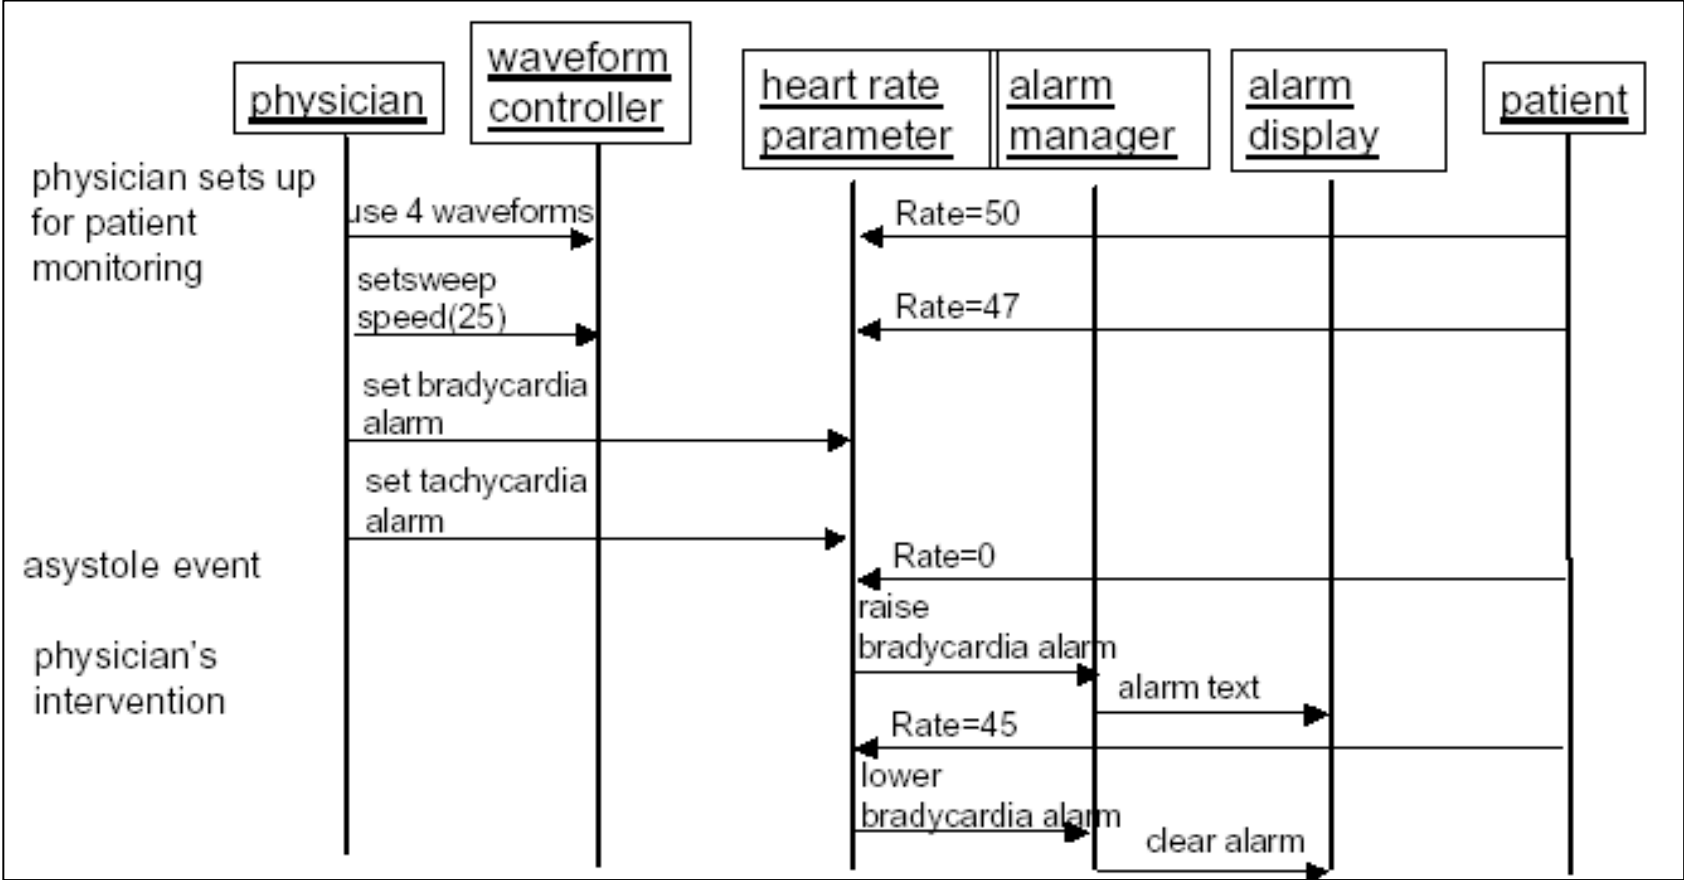 physician
waveform
controller
heart rate
parameter
alarm
manager
alarm
display
patient
physician sets up
for patient
monitoring
use 4 waveforms
Rate=50
setsweep
speed(25)
Rate=47
set bradycardia
alarm
set tachycardia
alarm
asystole event
Rate=0
raise
bradycardia alarm
physician's
intervention
alarm text
Rate=45
lower
bradycardia alarm
clear alarm